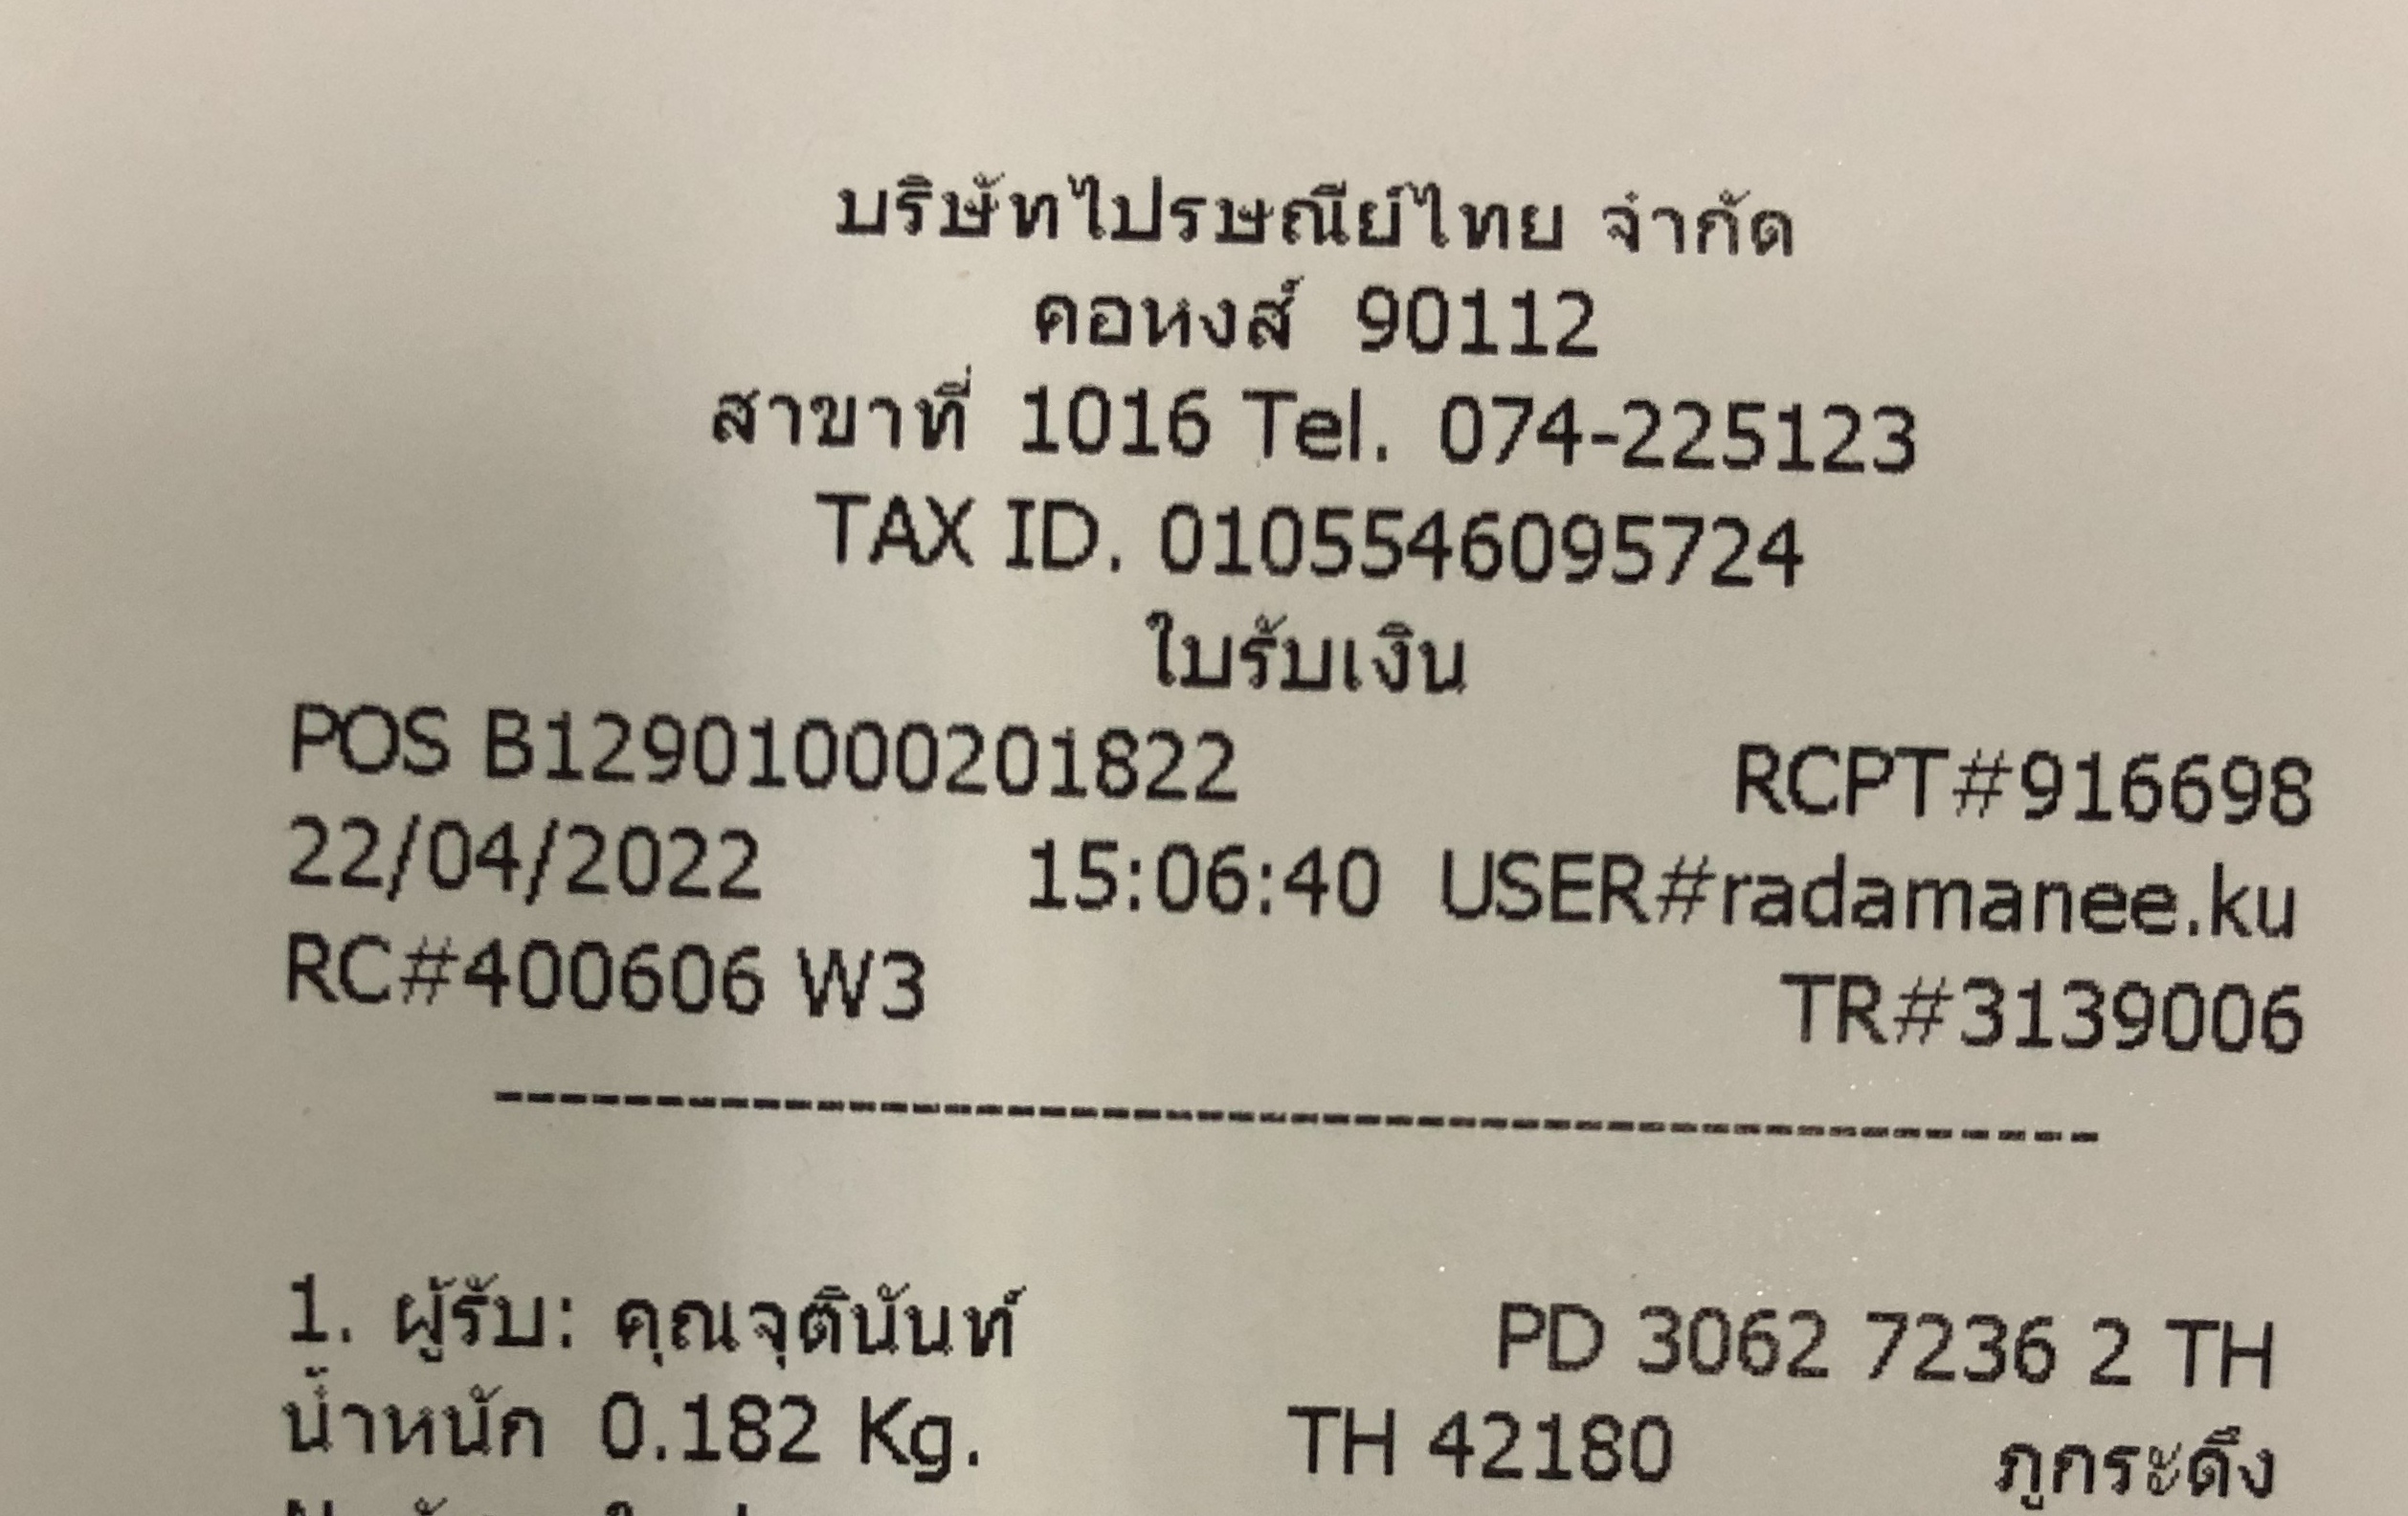 บริษัทไปรษณีย์ไทย จำกัด
คอหงส์ 90112
สาขาที่ 1016 Tel. 074-225123
TAX ID. 0105546095724
ใบรับเงิน
POS B12901000201822 RCPT#916698
22/04/2022 15:06:40 USER#radamanee.ku
RC#400606 W3 TR#3139006
--------------------------------------------------
1. ผู้รับ: คุณจุตินันท์ PD 3062 7236 2 TH
น้ำหนัก 0.182 Kg. TH 42180 ภูกระดึง